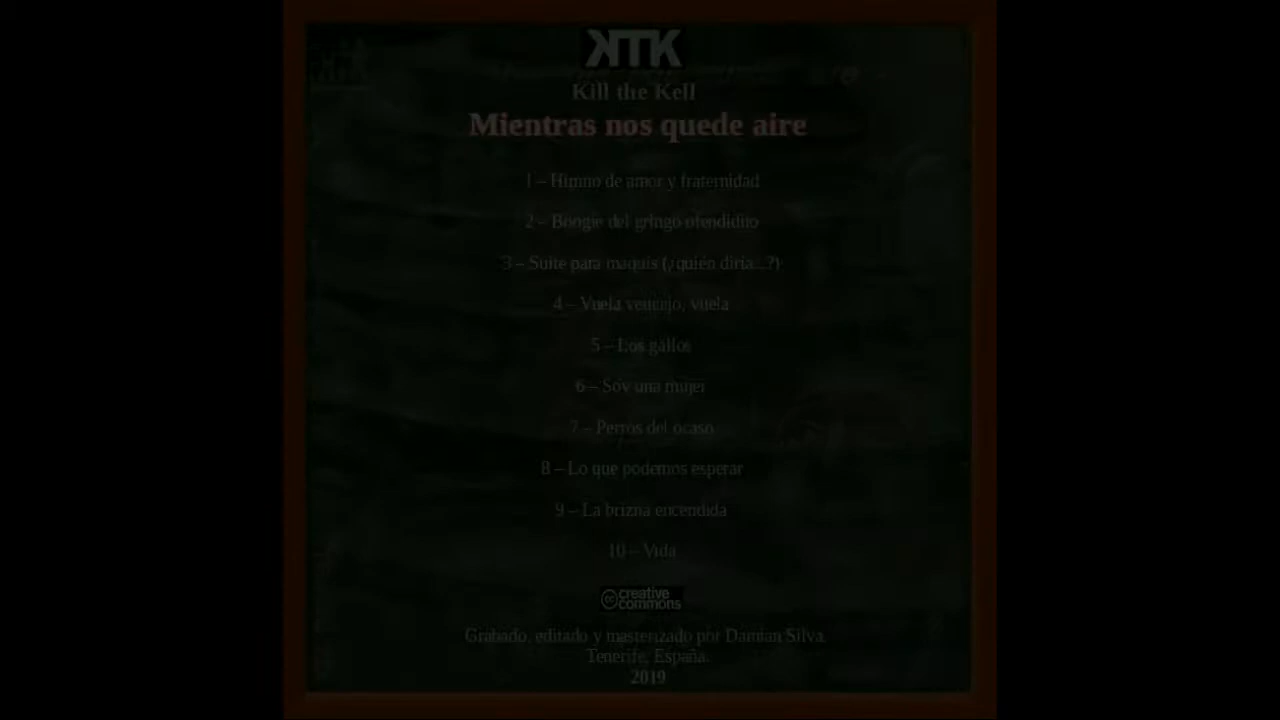 KTK
Kill the Kell
Mientras nos quede aire
1 – Himno de amor y fraternidad
2 – Boogie del gringo ofendidito
3 – Suite para maquis (¿quién diría...?)
4 – Vuela vencejo, vuela
5 – Los gallos
6 – Soy una mujer
7 – Perros del ocaso
8 – Lo que podemos esperar
9 – La brizna encendida
10 – Vida
cc creative commons
Grabado, editado y masterizado por Damian Silva.
Tenerife, España.
2019